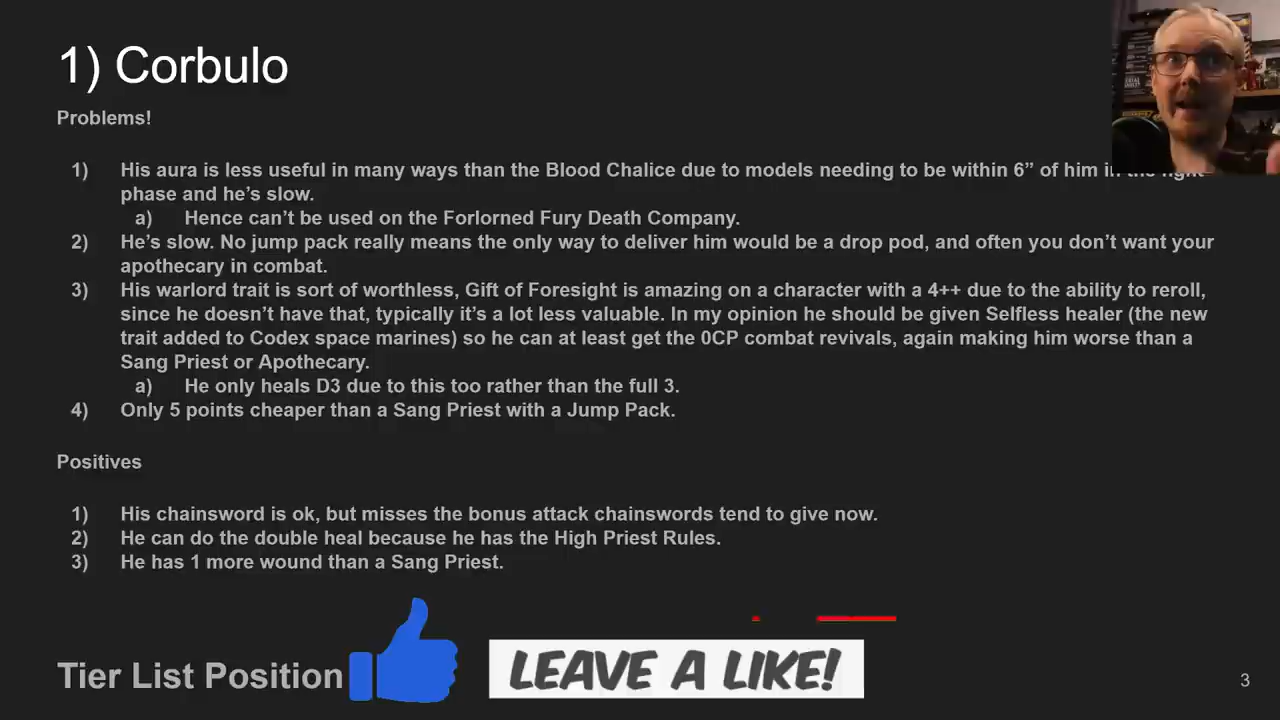 1) Corbulo
Problems!
1) His aura is less useful in many ways than the Blood Chalice due to models needing to be within 6” of him in the right
phase and he’s slow.
a) Hence can’t be used on the Forlorned Fury Death Company.
2) He’s slow. No jump pack really means the only way to deliver him would be a drop pod, and often you don’t want your
apothecary in combat.
3) His warlord trait is sort of worthless, Gift of Foresight is amazing on a character with a 4++ due to the ability to reroll,
since he doesn’t have that, typically it’s a lot less valuable. In my opinion he should be given Selfless healer (the new
trait added to Codex space marines) so he can at least get the 0CP combat revivals, again making him worse than a
Sang Priest or Apothecary.
a) He only heals D3 due to this too rather than the full 3.
4) Only 5 points cheaper than a Sang Priest with a Jump Pack.
Positives
1) His chainsword is ok, but misses the bonus attack chainswords tend to give now.
2) He can do the double heal because he has the High Priest Rules.
3) He has 1 more wound than a Sang Priest.
Tier List Position
LEAVE A LIKE!
3